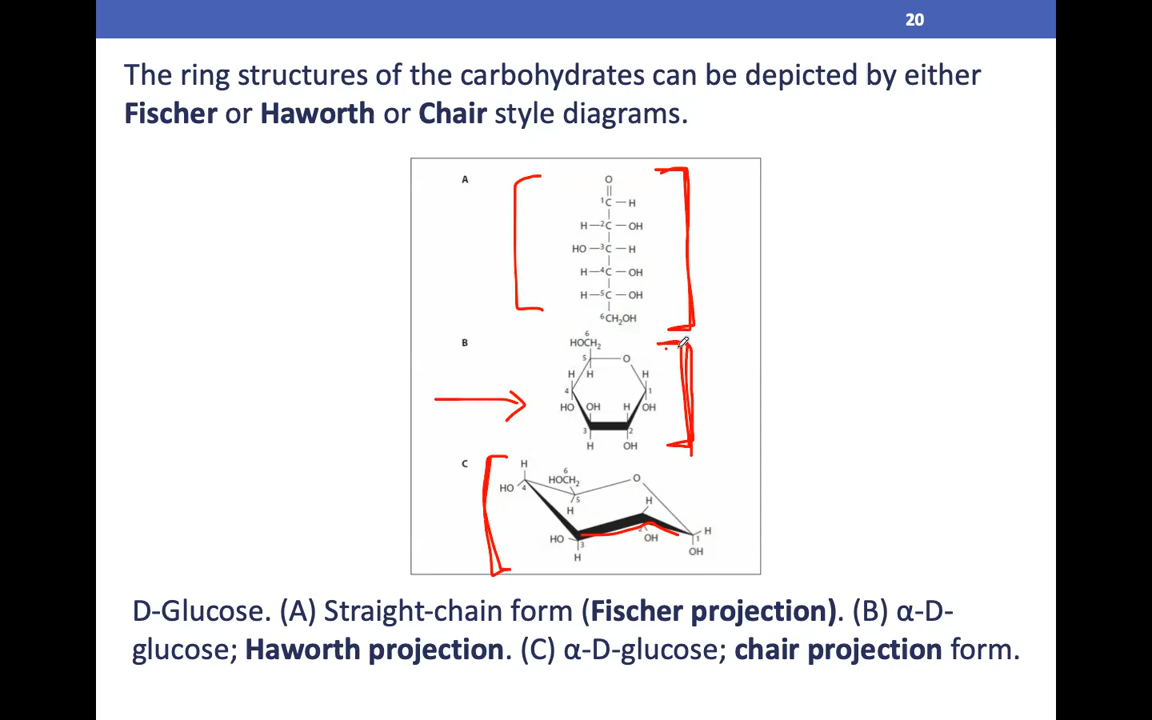 20
The ring structures of the carbohydrates can be depicted by either
Fischer or Haworth or Chair style diagrams.
A
O
¹C — H
H — ²C — OH
HO — ³C — H
H — ⁴C — OH
H — ⁵C — OH
⁶CH₂OH
B
6
HOCH₂
5 O
H H H
4 1
HO OH H OH
3 2
H OH
C
H
6
HO 4 HOCH₂ O
5
H H
H
HO 3 2 OH 1
H OH
D-Glucose. (A) Straight-chain form (Fischer projection). (B) α-D-
glucose; Haworth projection. (C) α-D-glucose; chair projection form.